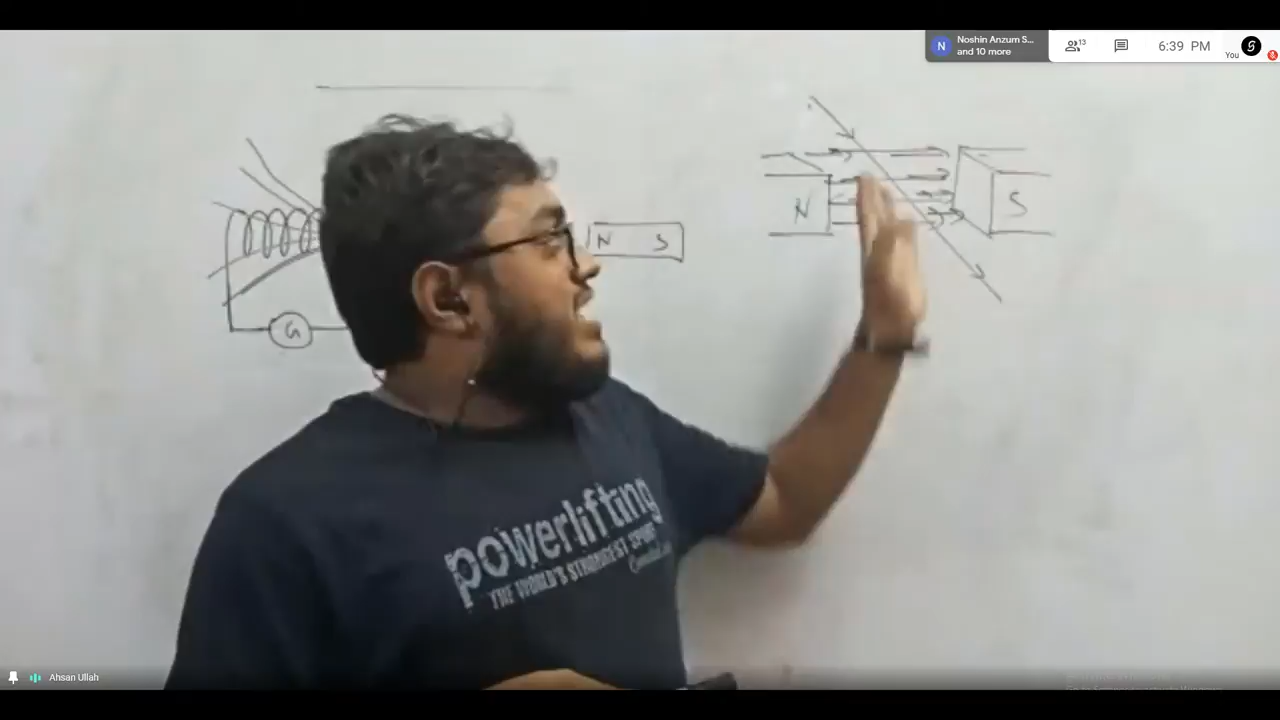 Noshin Anzum S...
and 10 more
13
6:39 PM
You
N
S
N S
G
powerlifting
THE WORLD'S STRONGEST SPORT
Ahsan Ullah